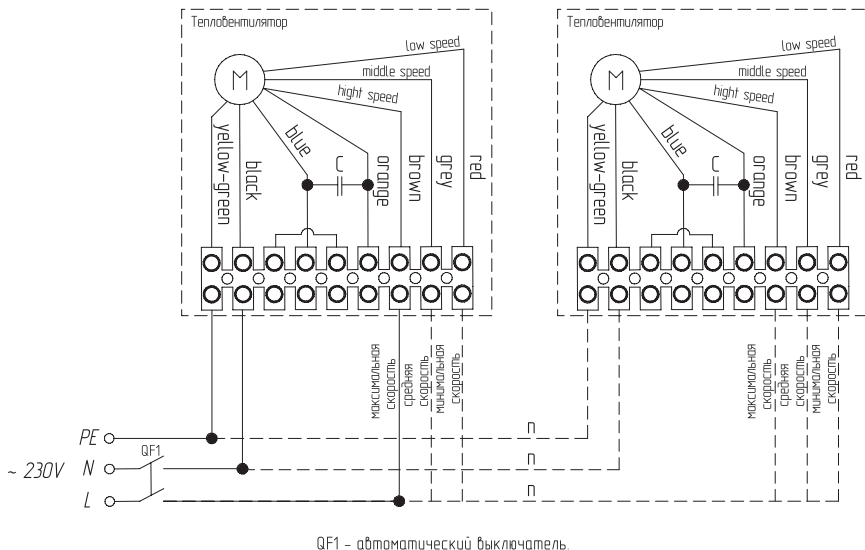 Тепловентилятор
M
low speed
middle speed
hight speed
yellow-green
black
blue
C
orange
brown
grey
red
Тепловентилятор
M
low speed
middle speed
hight speed
yellow-green
black
blue
C
orange
brown
grey
red
максимальная
скорость
средняя
скорость
минимальная
скорость
максимальная
скорость
средняя
скорость
минимальная
скорость
PE
n
QF1
~ 230V
N
n
L
n
QF1 - автоматический выключатель.